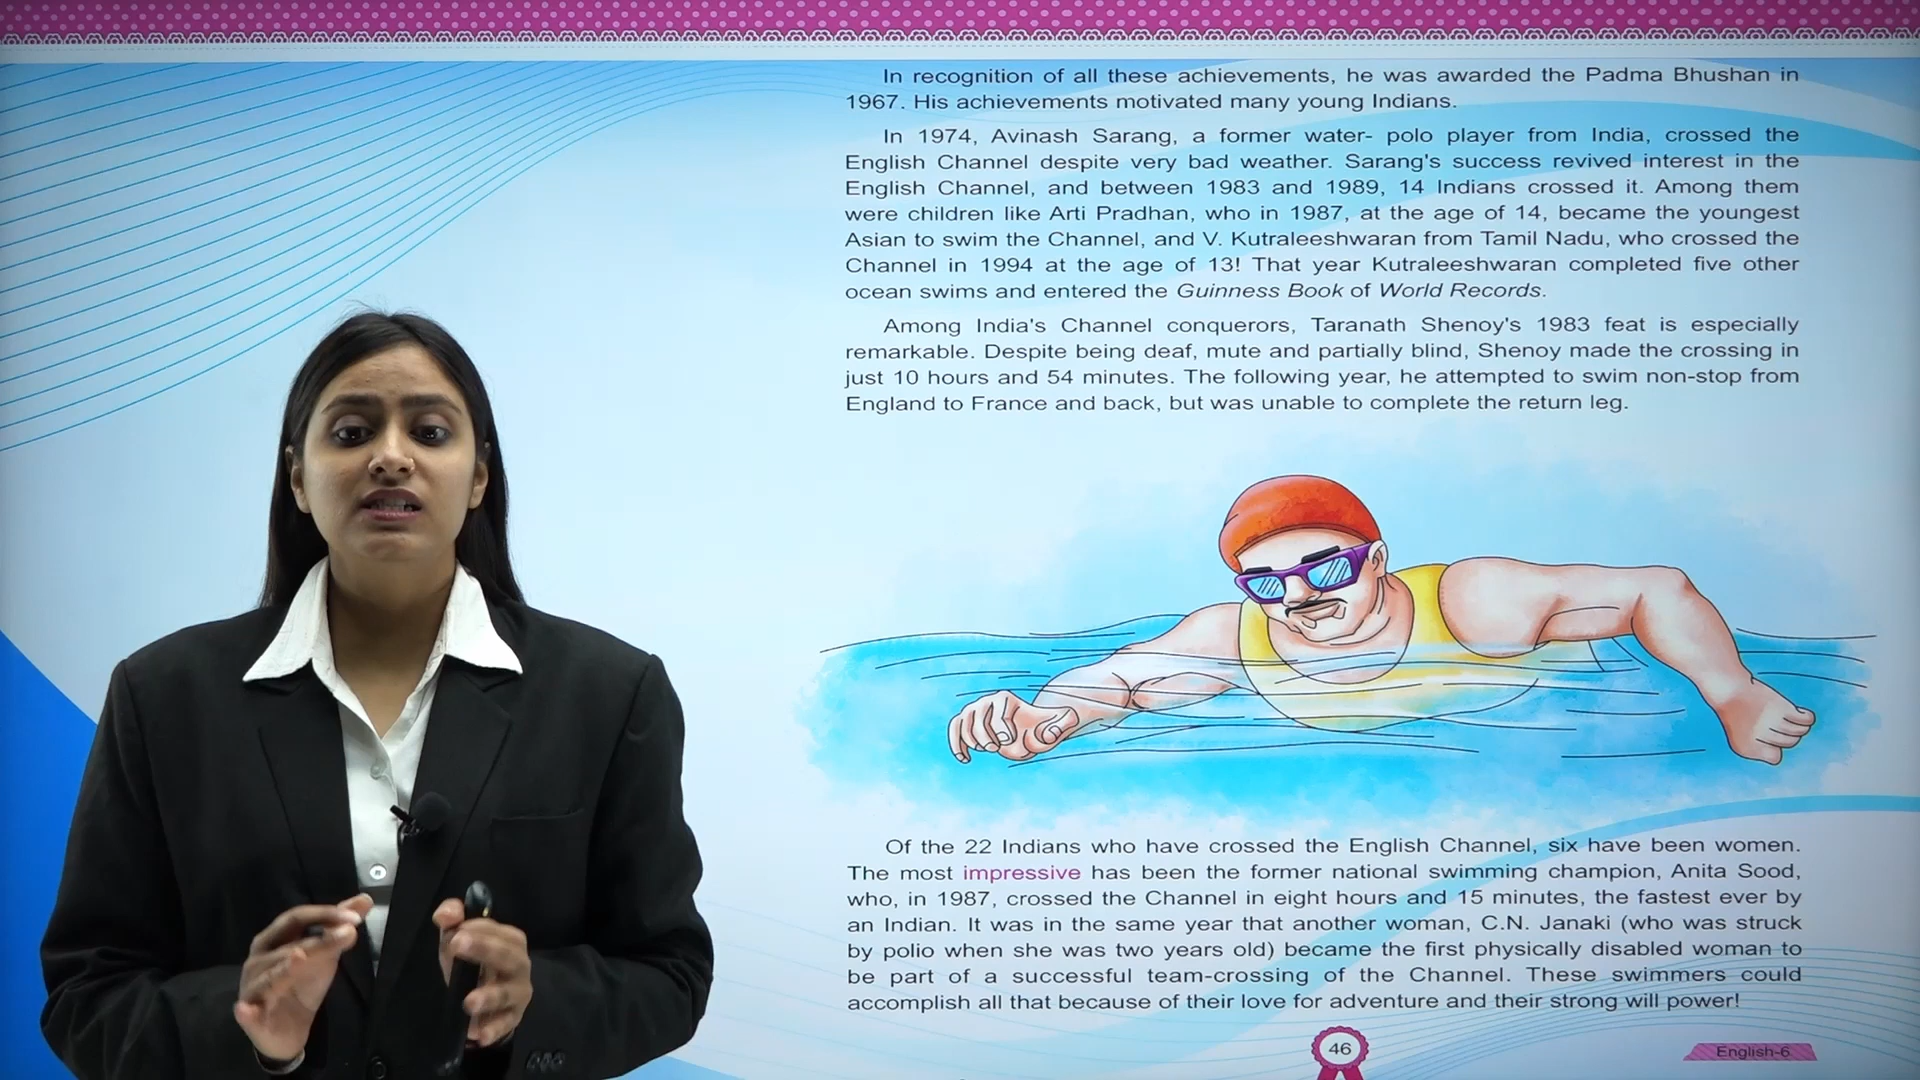 In recognition of all these achievements, he was awarded the Padma Bhushan in
1967. His achievements motivated many young Indians.
In 1974, Avinash Sarang, a former water- polo player from India, crossed the
English Channel despite very bad weather. Sarang's success revived interest in the
English Channel, and between 1983 and 1989, 14 Indians crossed it. Among them
were children like Arti Pradhan, who in 1987, at the age of 14, became the youngest
Asian to swim the Channel, and V. Kutraleeshwaran from Tamil Nadu, who crossed the
Channel in 1994 at the age of 13! That year Kutraleeshwaran completed five other
ocean swims and entered the Guinness Book of World Records.
Among India's Channel conquerors, Taranath Shenoy's 1983 feat is especially
remarkable. Despite being deaf, mute and partially blind, Shenoy made the crossing in
just 10 hours and 54 minutes. The following year, he attempted to swim non-stop from
England to France and back, but was unable to complete the return leg.
Of the 22 Indians who have crossed the English Channel, six have been women.
The most impressive has been the former national swimming champion, Anita Sood,
who, in 1987, crossed the Channel in eight hours and 15 minutes, the fastest ever by
an Indian. It was in the same year that another woman, C.N. Janaki (who was struck
by polio when she was two years old) became the first physically disabled woman to
be part of a successful team-crossing of the Channel. These swimmers could
accomplish all that because of their love for adventure and their strong will power!
46
English-6